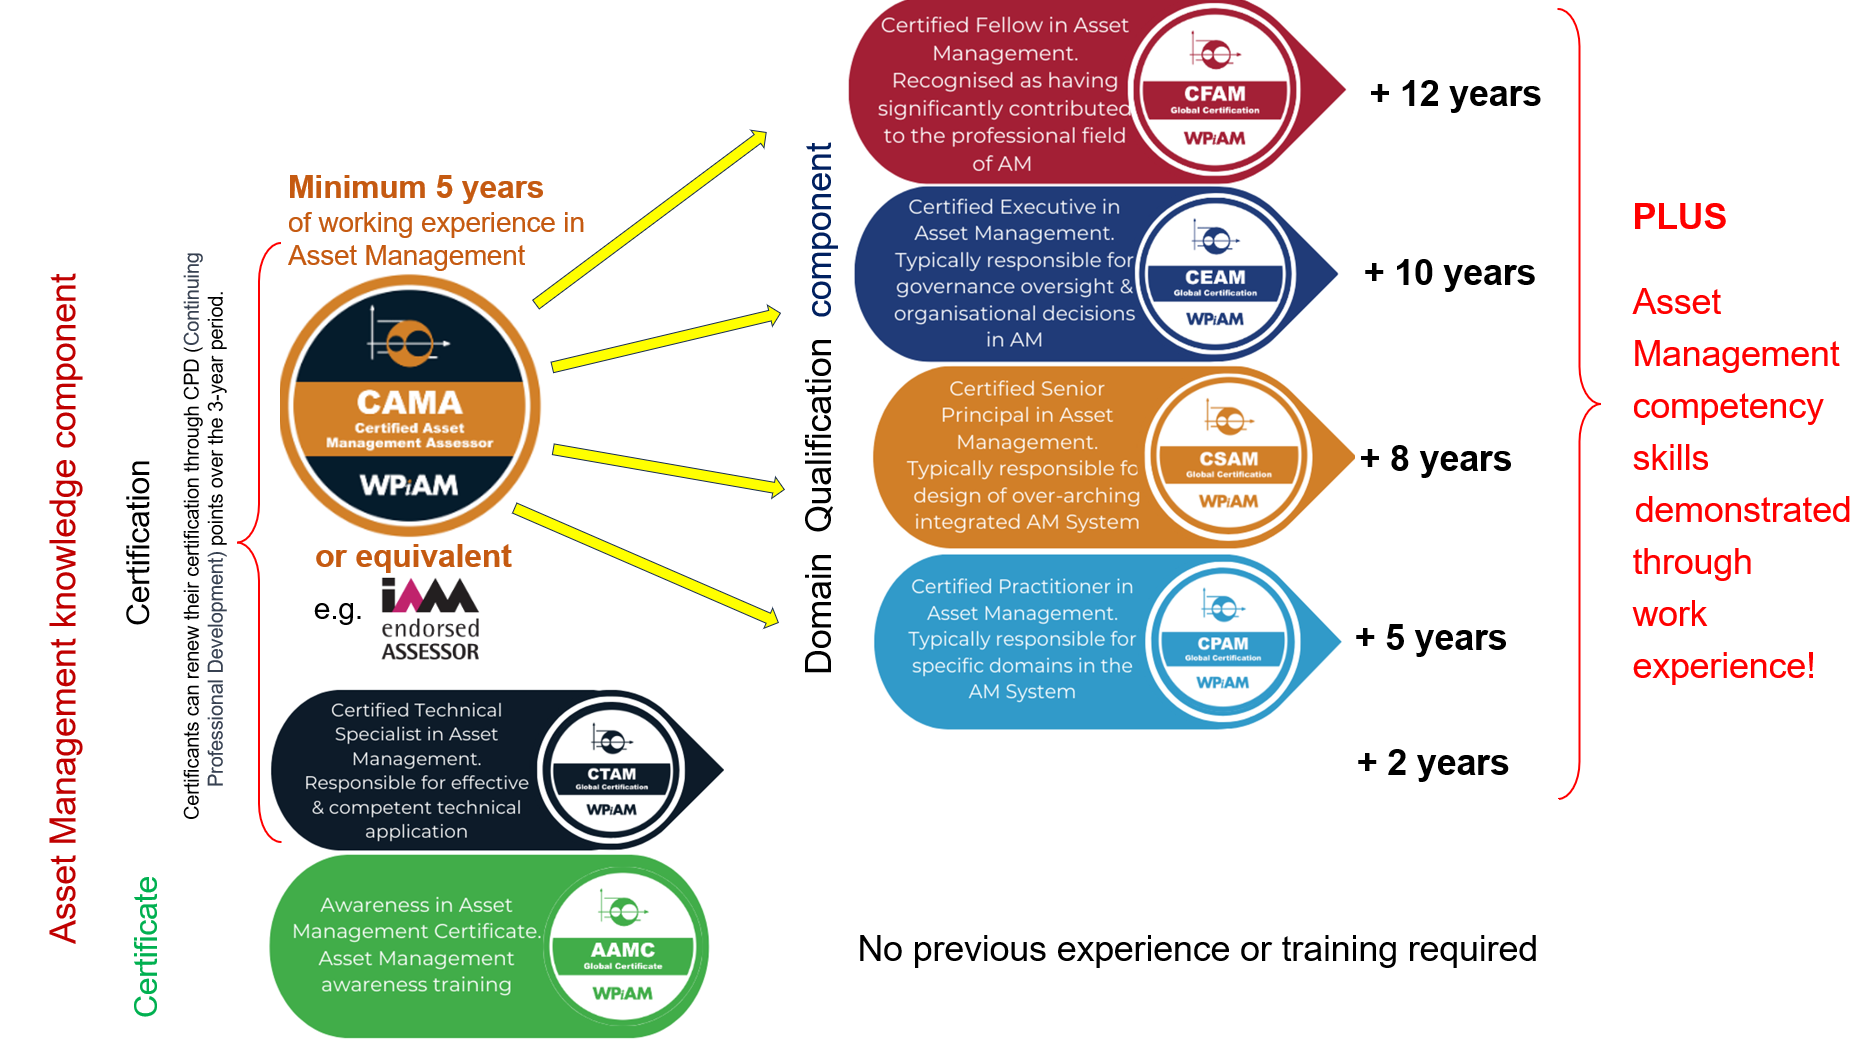 Asset Management knowledge component
Certification
Certificate
Certificants can renew their certification through CPD (Continuing
Professional Development) points over the 3-year period.
Minimum 5 years
of working experience in
Asset Management
CAMA
Certified Asset
Management Assessor
WPiAM
or equivalent
e.g.
iAM
endorsed
ASSESSOR
Certified Technical
Specialist in Asset
Management.
Responsible for effective
& competent technical
application
CTAM
Global Certification
WPiAM
Awareness in Asset
Management Certificate.
Asset Management
awareness training
AAMC
Global Certificate
WPiAM
Domain Qualification component
Certified Fellow in Asset
Management.
Recognised as having
significantly contributed
to the professional field
of AM
CFAM
Global Certification
WPiAM
+ 12 years
Certified Executive in
Asset Management.
Typically responsible for
governance oversight &
organisational decisions
in AM
CEAM
Global Certification
WPiAM
+ 10 years
Certified Senior
Principal in Asset
Management.
Typically responsible fo
design of over-arching
integrated AM System
CSAM
Global Certification
WPiAM
+ 8 years
Certified Practitioner in
Asset Management.
Typically responsible for
specific domains in the
AM System
CPAM
Global Certification
WPiAM
+ 5 years
+ 2 years
No previous experience or training required
PLUS
Asset
Management
competency
skills
demonstrated
through
work
experience!